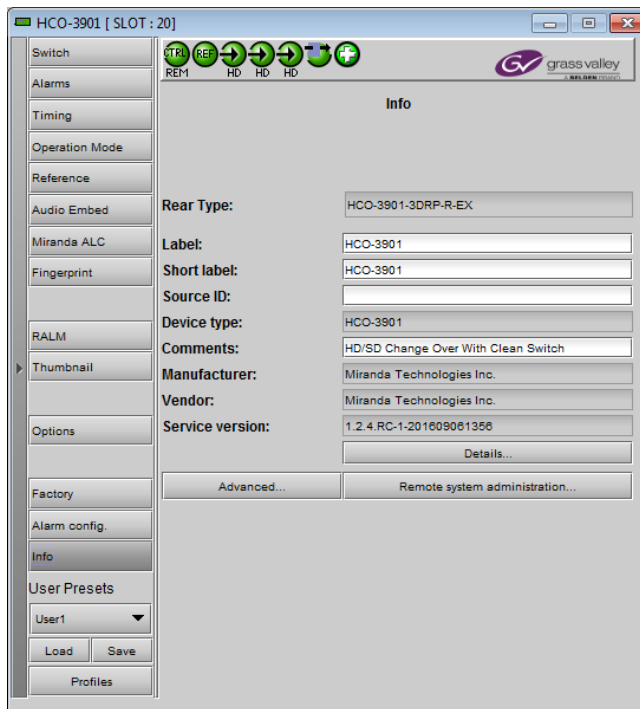 HCO-3901 [ SLOT : 20]
Switch
Alarms
Timing
Operation Mode
Reference
Audio Embed
Miranda ALC
Fingerprint
RALM
Thumbnail
Options
Factory
Alarm config.
Info
User Presets
User1
Load Save
Profiles
CTRL REF
REM HD HD HD
GV grass valley
A BELDEN BRAND
Info
Rear Type: HCO-3901-3DRP-R-EX
Label: HCO-3901
Short label: HCO-3901
Source ID:
Device type: HCO-3901
Comments: HD/SD Change Over With Clean Switch
Manufacturer: Miranda Technologies Inc.
Vendor: Miranda Technologies Inc.
Service version: 1.2.4.RC-1-201609061356
Details...
Advanced... Remote system administration...